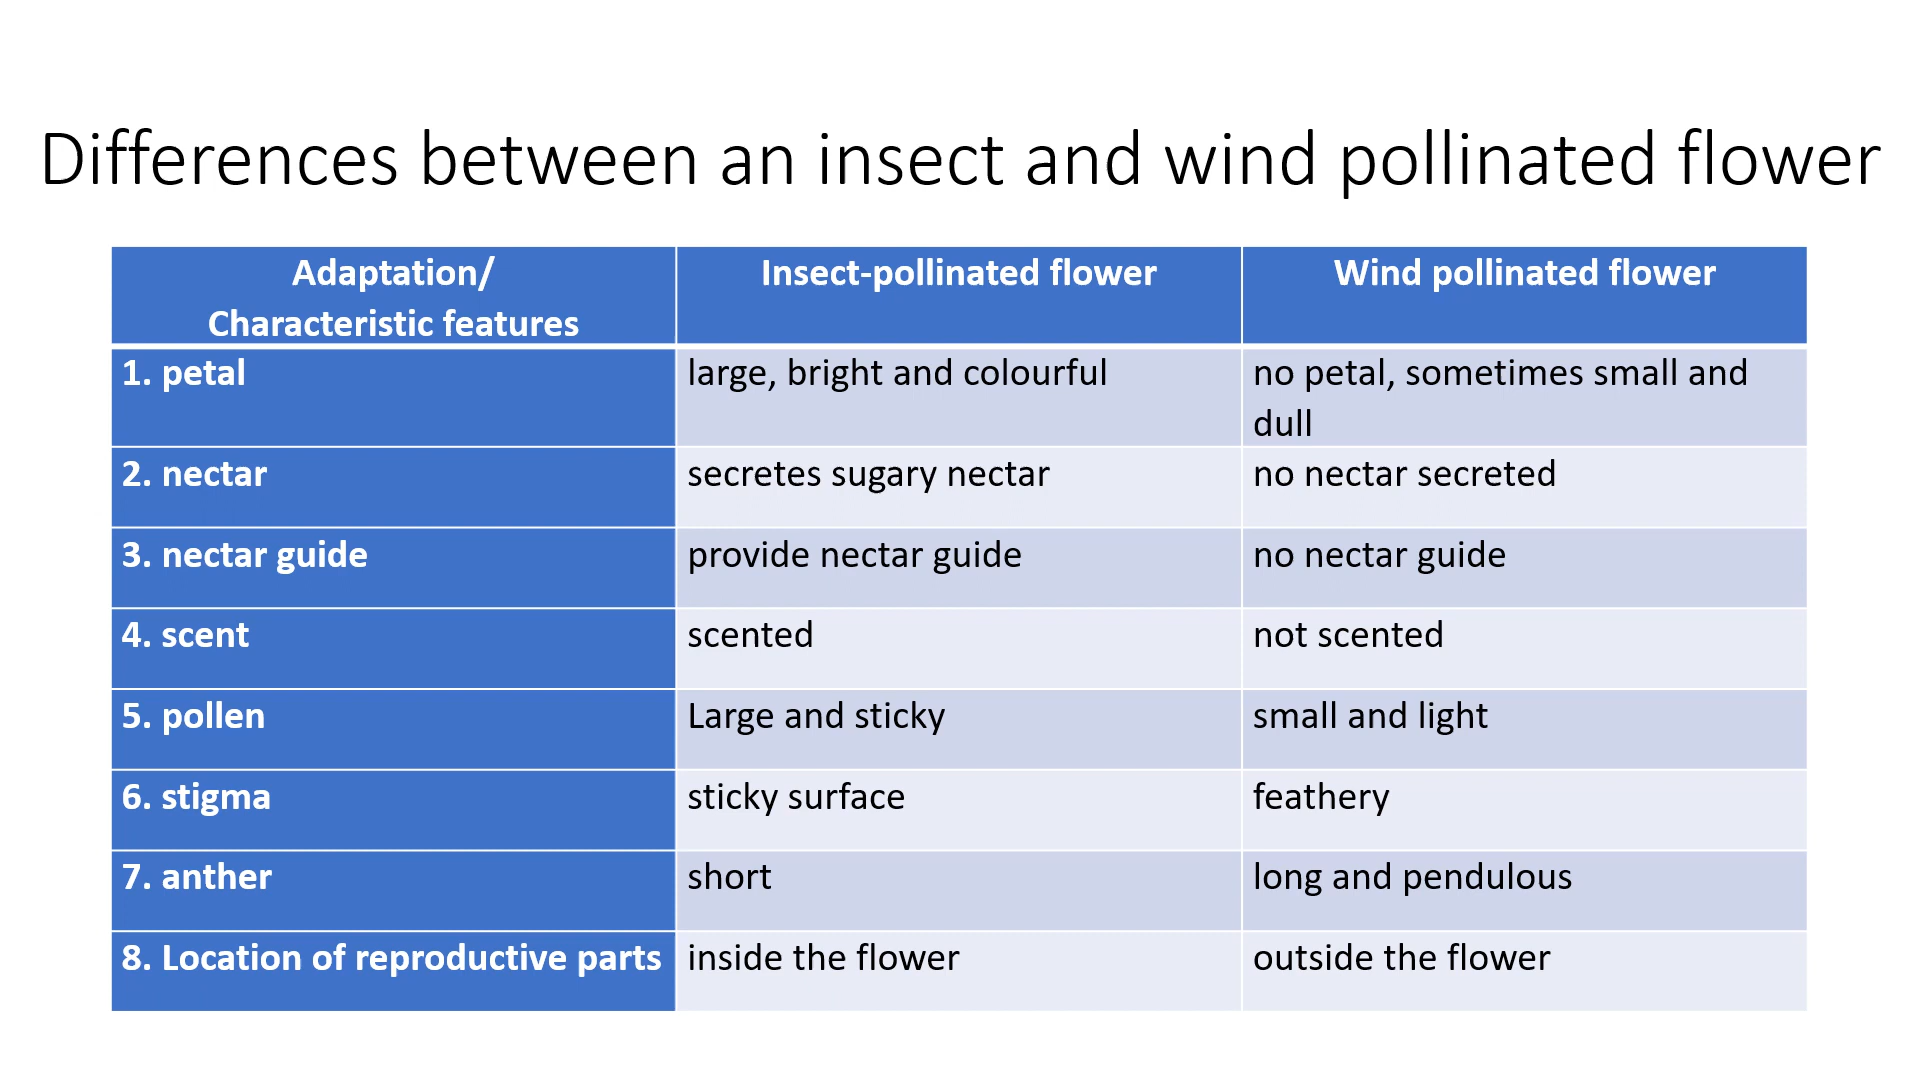 Differences between an insect and wind pollinated flower
Adaptation/
Characteristic features
Insect-pollinated flower
Wind pollinated flower
1. petal
large, bright and colourful
no petal, sometimes small and
dull
2. nectar
secretes sugary nectar
no nectar secreted
3. nectar guide
provide nectar guide
no nectar guide
4. scent
scented
not scented
5. pollen
Large and sticky
small and light
6. stigma
sticky surface
feathery
7. anther
short
long and pendulous
8. Location of reproductive parts
inside the flower
outside the flower